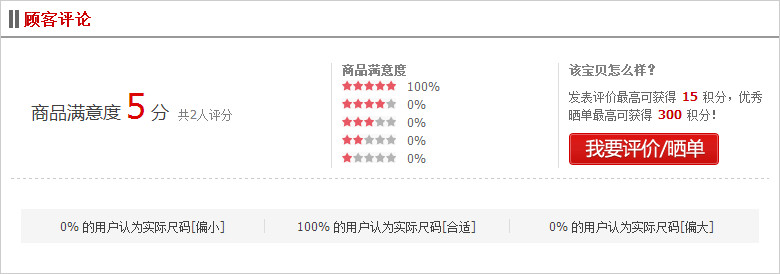 顾客评论
商品满意度 5 分 共2人评分
商品满意度
100%
0%
0%
0%
0%
该宝贝怎么样?
发表评价最高可获得 15 积分，优秀
晒单最高可获得 300 积分!
我要评价/晒单
0% 的用户认为实际尺码[偏小]
100% 的用户认为实际尺码[合适]
0% 的用户认为实际尺码[偏大]